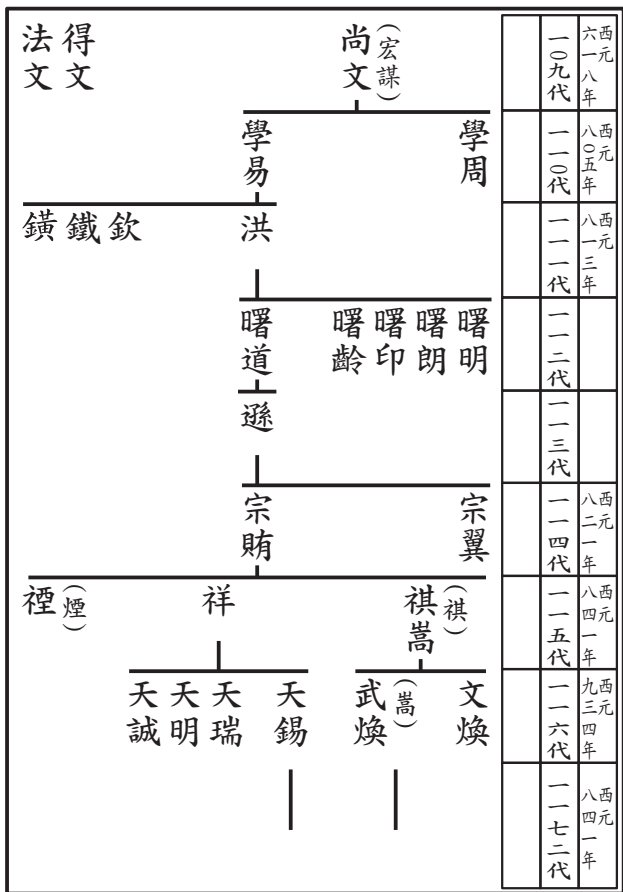 西元六一八年
一〇九代
(宏謀)
尚文
得文
法文
西元八〇五年
一一〇代
學周
學易
西元八一三年
一一一代
洪
欽
鐵
鐄
一一二代
曙明
曙朗
曙印
曙齡
曙道
一一三代
遜
西元八二一年
一一四代
宗翼
宗賄
西元八四一年
一一五代
(祺)
祺嵩
祥
(煙)
禋
西元九三四年
一一六代
文煥
(嵩)
武煥
天錫
天瑞
天明
天誠
西元八四一年
一一七二代